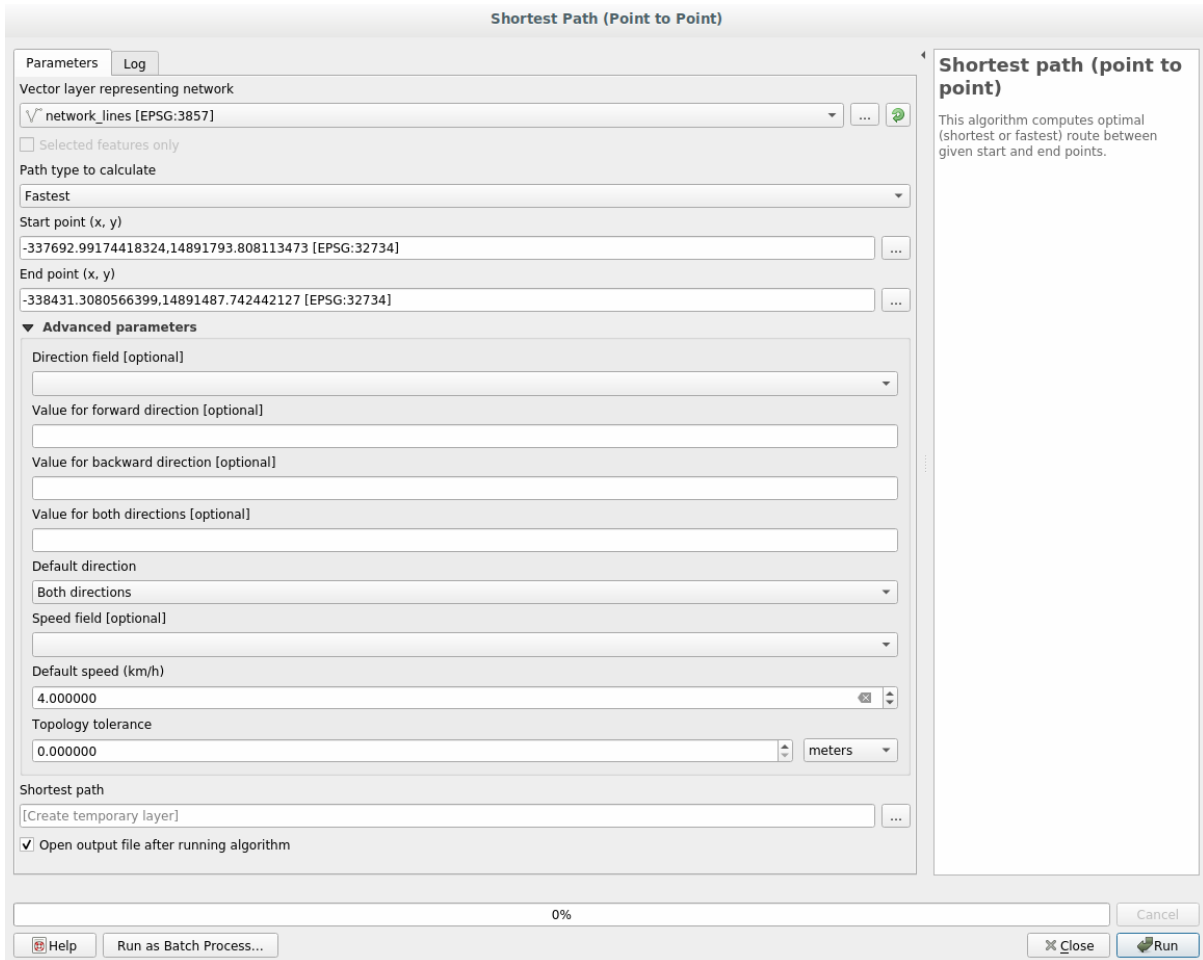 Shortest Path (Point to Point)
Parameters
Log
Vector layer representing network
network_lines [EPSG:3857]
...
Selected features only
Path type to calculate
Fastest
Start point (x, y)
-337692.99174418324,14891793.808113473 [EPSG:32734]
...
End point (x, y)
-338431.3080566399,14891487.742442127 [EPSG:32734]
...
Advanced parameters
Direction field [optional]
Value for forward direction [optional]
Value for backward direction [optional]
Value for both directions [optional]
Default direction
Both directions
Speed field [optional]
Default speed (km/h)
4.000000
Topology tolerance
0.000000
meters
Shortest path
[Create temporary layer]
...
Open output file after running algorithm
Shortest path (point to
point)
This algorithm computes optimal
(shortest or fastest) route between
given start and end points.
0%
Cancel
Help
Run as Batch Process...
Close
Run